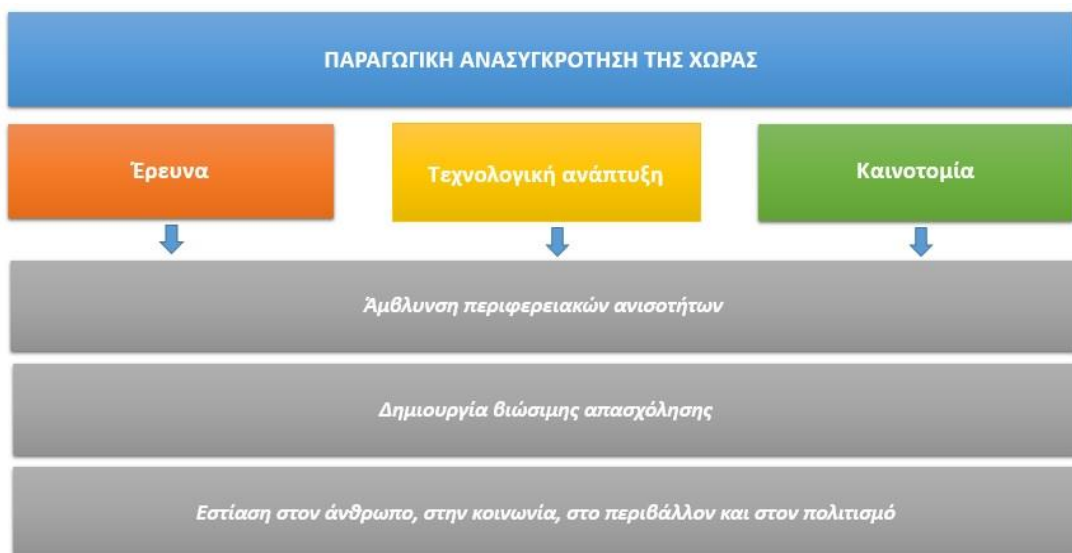 ΠΑΡΑΓΩΓΙΚΗ ΑΝΑΣΥΓΚΡΟΤΗΣΗ ΤΗΣ ΧΩΡΑΣ
Έρευνα
Τεχνολογική ανάπτυξη
Καινοτομία
Άμβλυνση περιφερειακών ανισοτήτων
Δημιουργία βιώσιμης απασχόλησης
Εστίαση στον άνθρωπο, στην κοινωνία, στο περιβάλλον και στον πολιτισμό